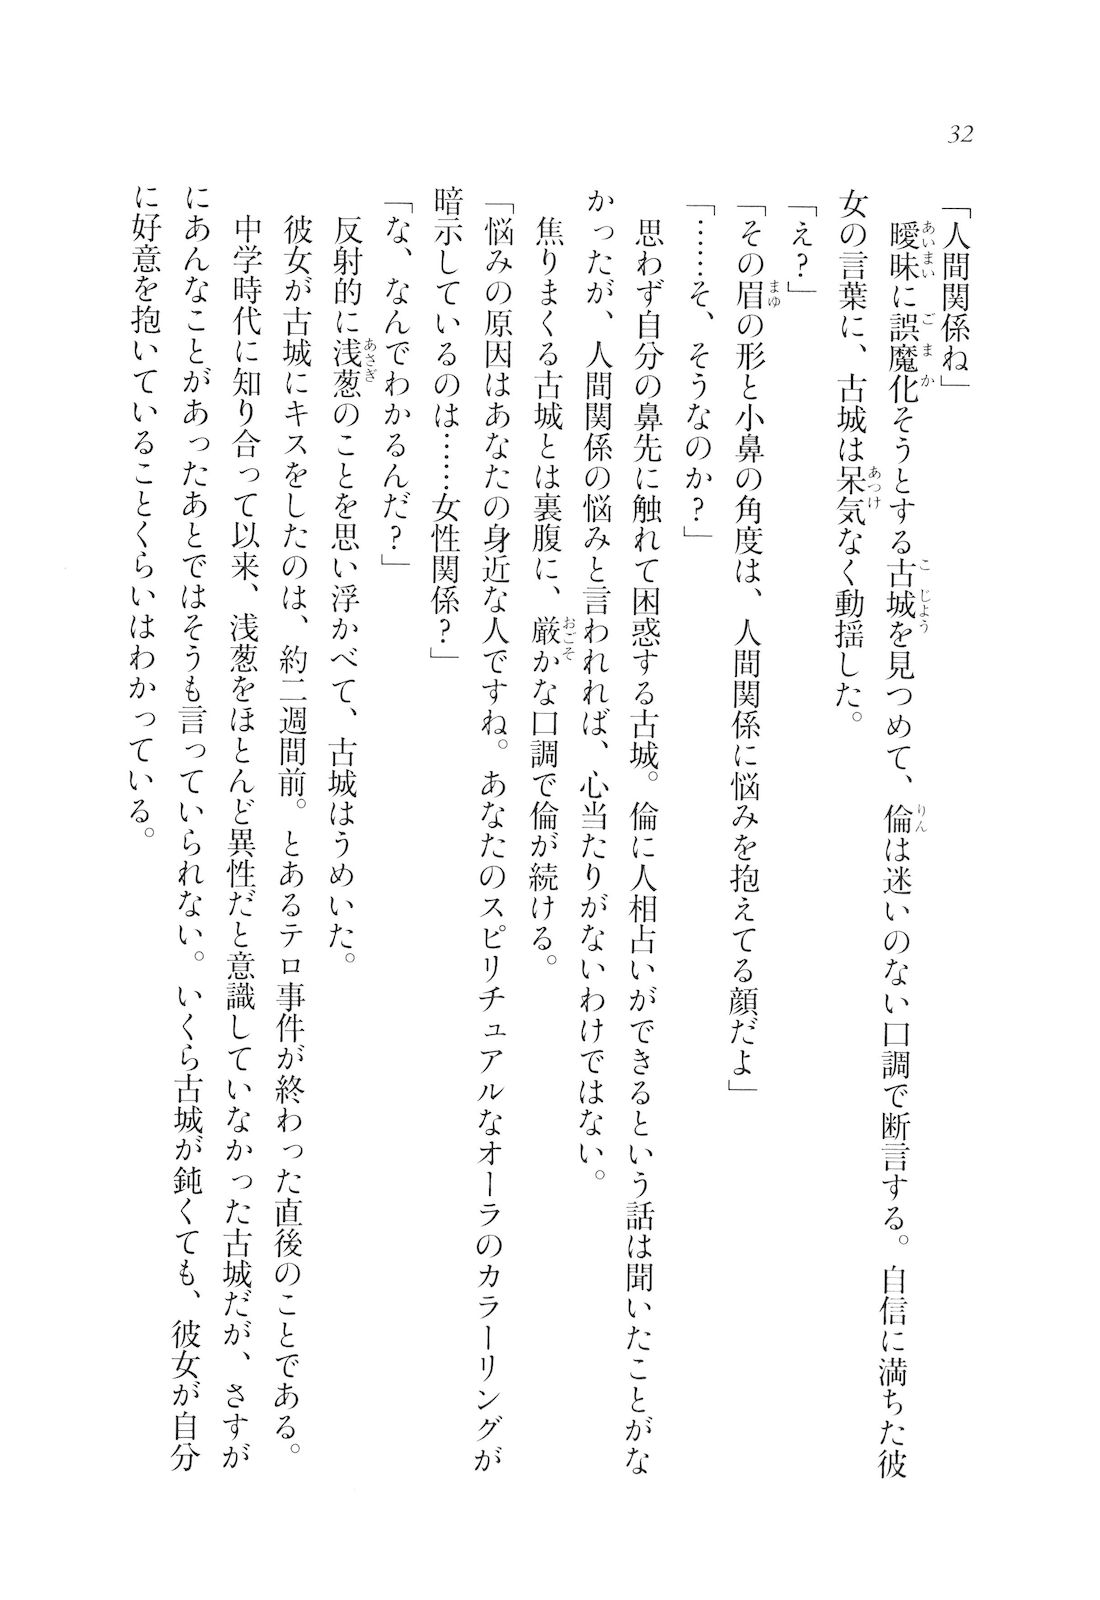 32
「人間関係ね」
　曖昧に誤魔化そうとする古城を見つめて、倫は迷いのない口調で断言する。自信に満ちた彼
女の言葉に、古城は呆気なく動揺した。
「え？」
「その眉の形と小鼻の角度は、人間関係に悩みを抱えてる顔だよ」
「……そ、そうなのか？」
　思わず自分の鼻先に触れて困惑する古城。倫に人相占いができるという話は聞いたことがな
かったが、人間関係の悩みと言われれば、心当たりがないわけではない。
　焦りまくる古城とは裏腹に、厳かな口調で倫が続ける。
「悩みの原因はあなたの身近な人ですね。あなたのスピリチュアルなオーラのカラーリングが
暗示しているのは……女性関係？」
「な、なんでわかるんだ？」
　反射的に浅葱のことを思い浮かべて、古城はうめいた。
　彼女が古城にキスをしたのは、約二週間前。とあるテロ事件が終わった直後のことである。
　中学時代に知り合って以来、浅葱をほとんど異性だと意識していなかった古城だが、さすが
にあんなことがあったあとではそうも言っていられない。いくら古城が鈍くても、彼女が自分
に好意を抱いていることくらいはわかっている。